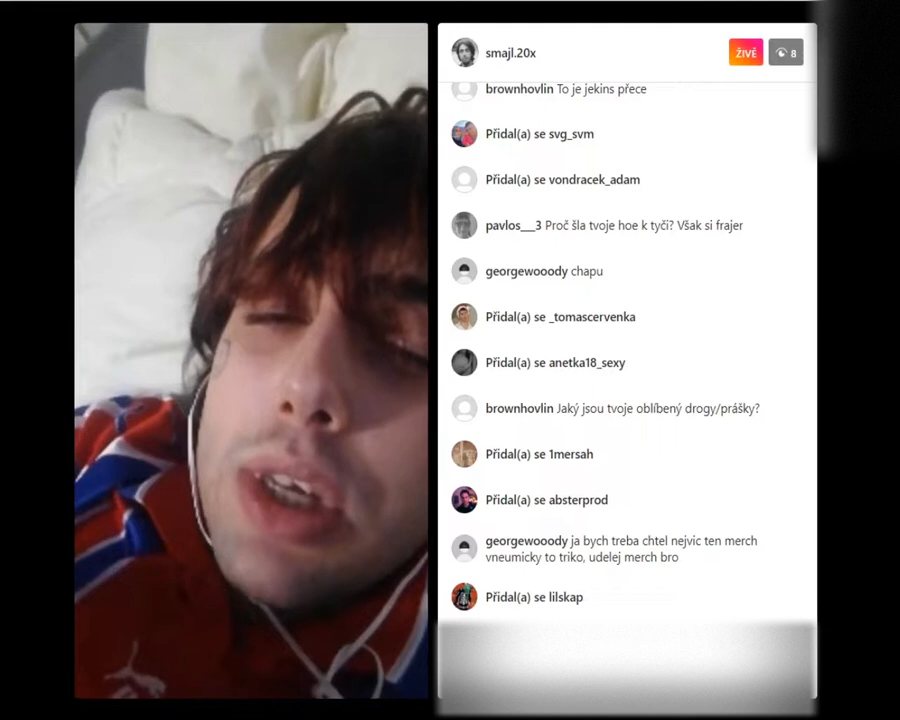 smajl.20x
ŽIVĚ
8
brownhovlin To je jekins přece
Přidal(a) se svg_svm
Přidal(a) se vondracek_adam
pavlos___3 Proč šla tvoje hoe k tyči? Však si frajer
georgewooody chapu
Přidal(a) se _tomascervenka
Přidal(a) se anetka18_sexy
brownhovlin Jaký jsou tvoje oblíbený drogy/prášky?
Přidal(a) se 1mersah
Přidal(a) se absterprod
georgewooody ja bych treba chtel nejvic ten merch
vneumicky to triko, udelej merch bro
Přidal(a) se lilskap